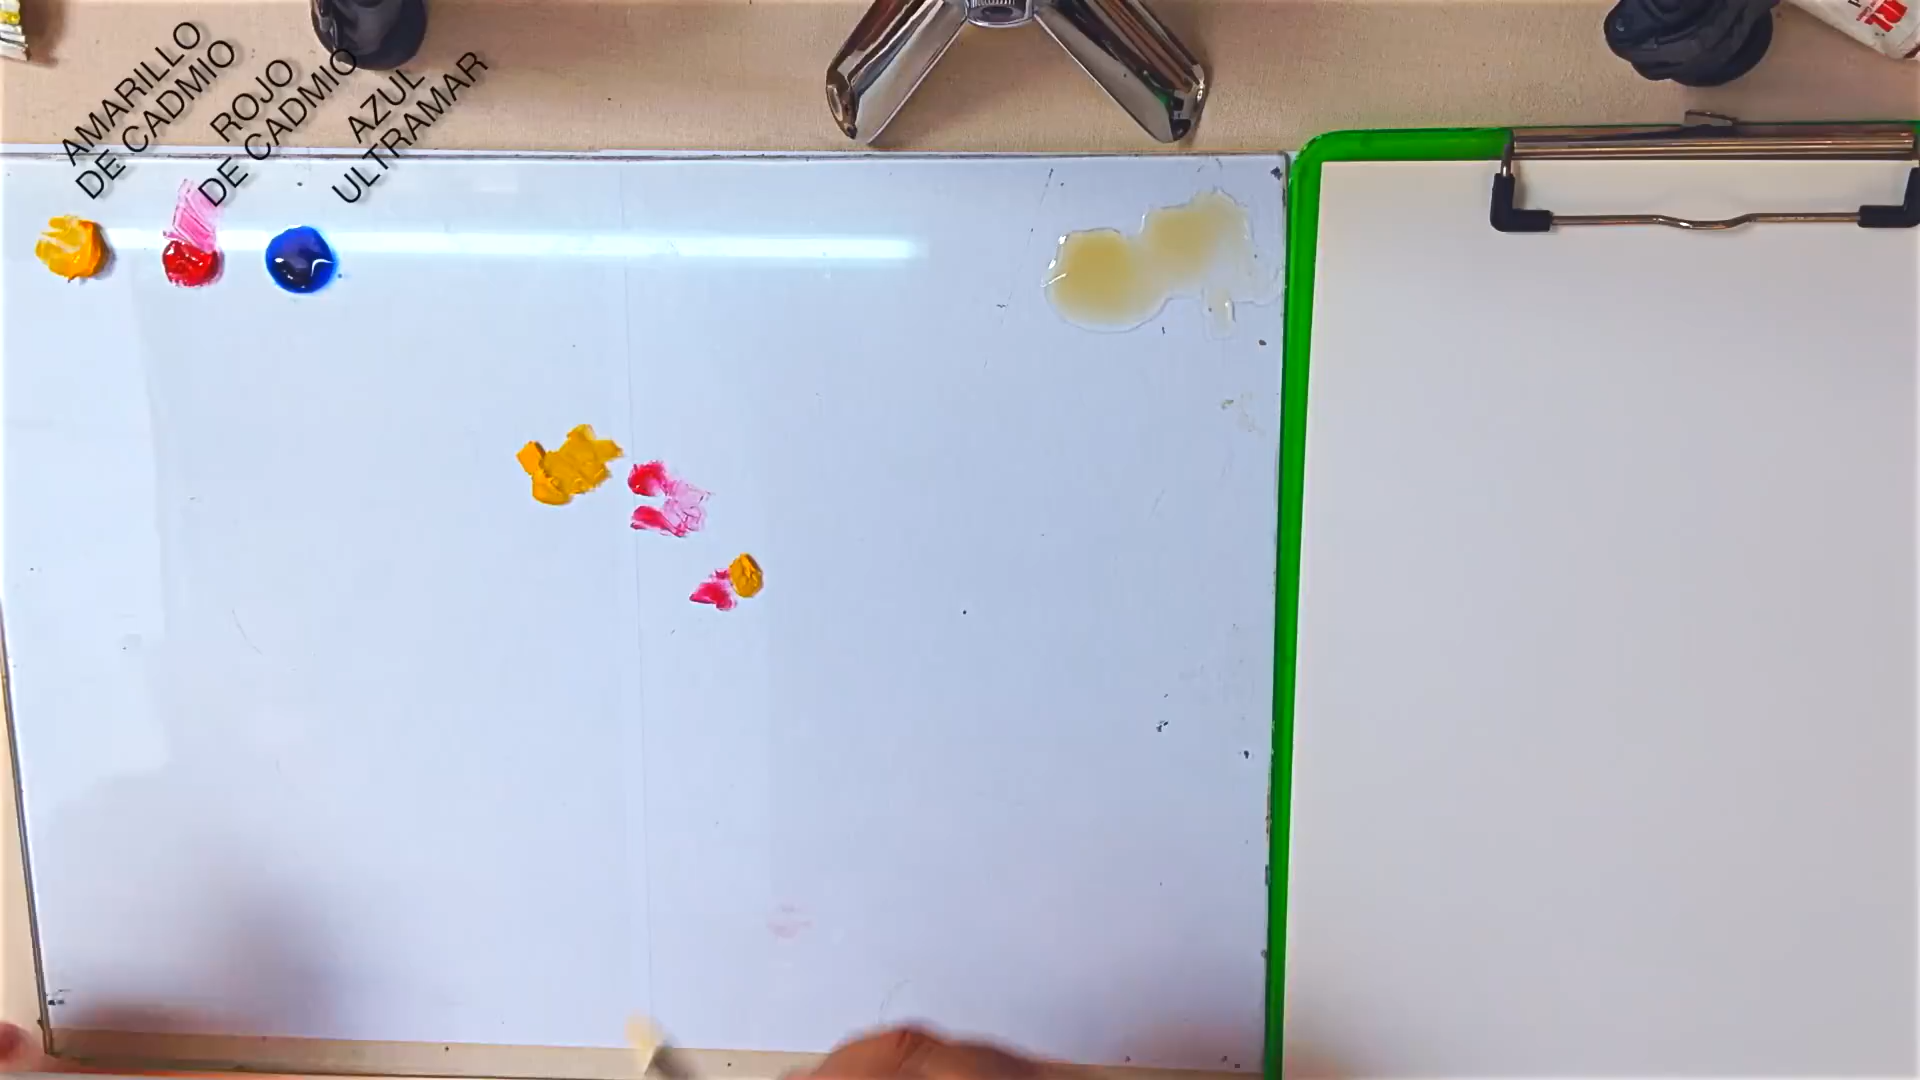 AMARILLO
DE CADMIO
ROJO
DE CADMIO
AZUL
ULTRAMAR